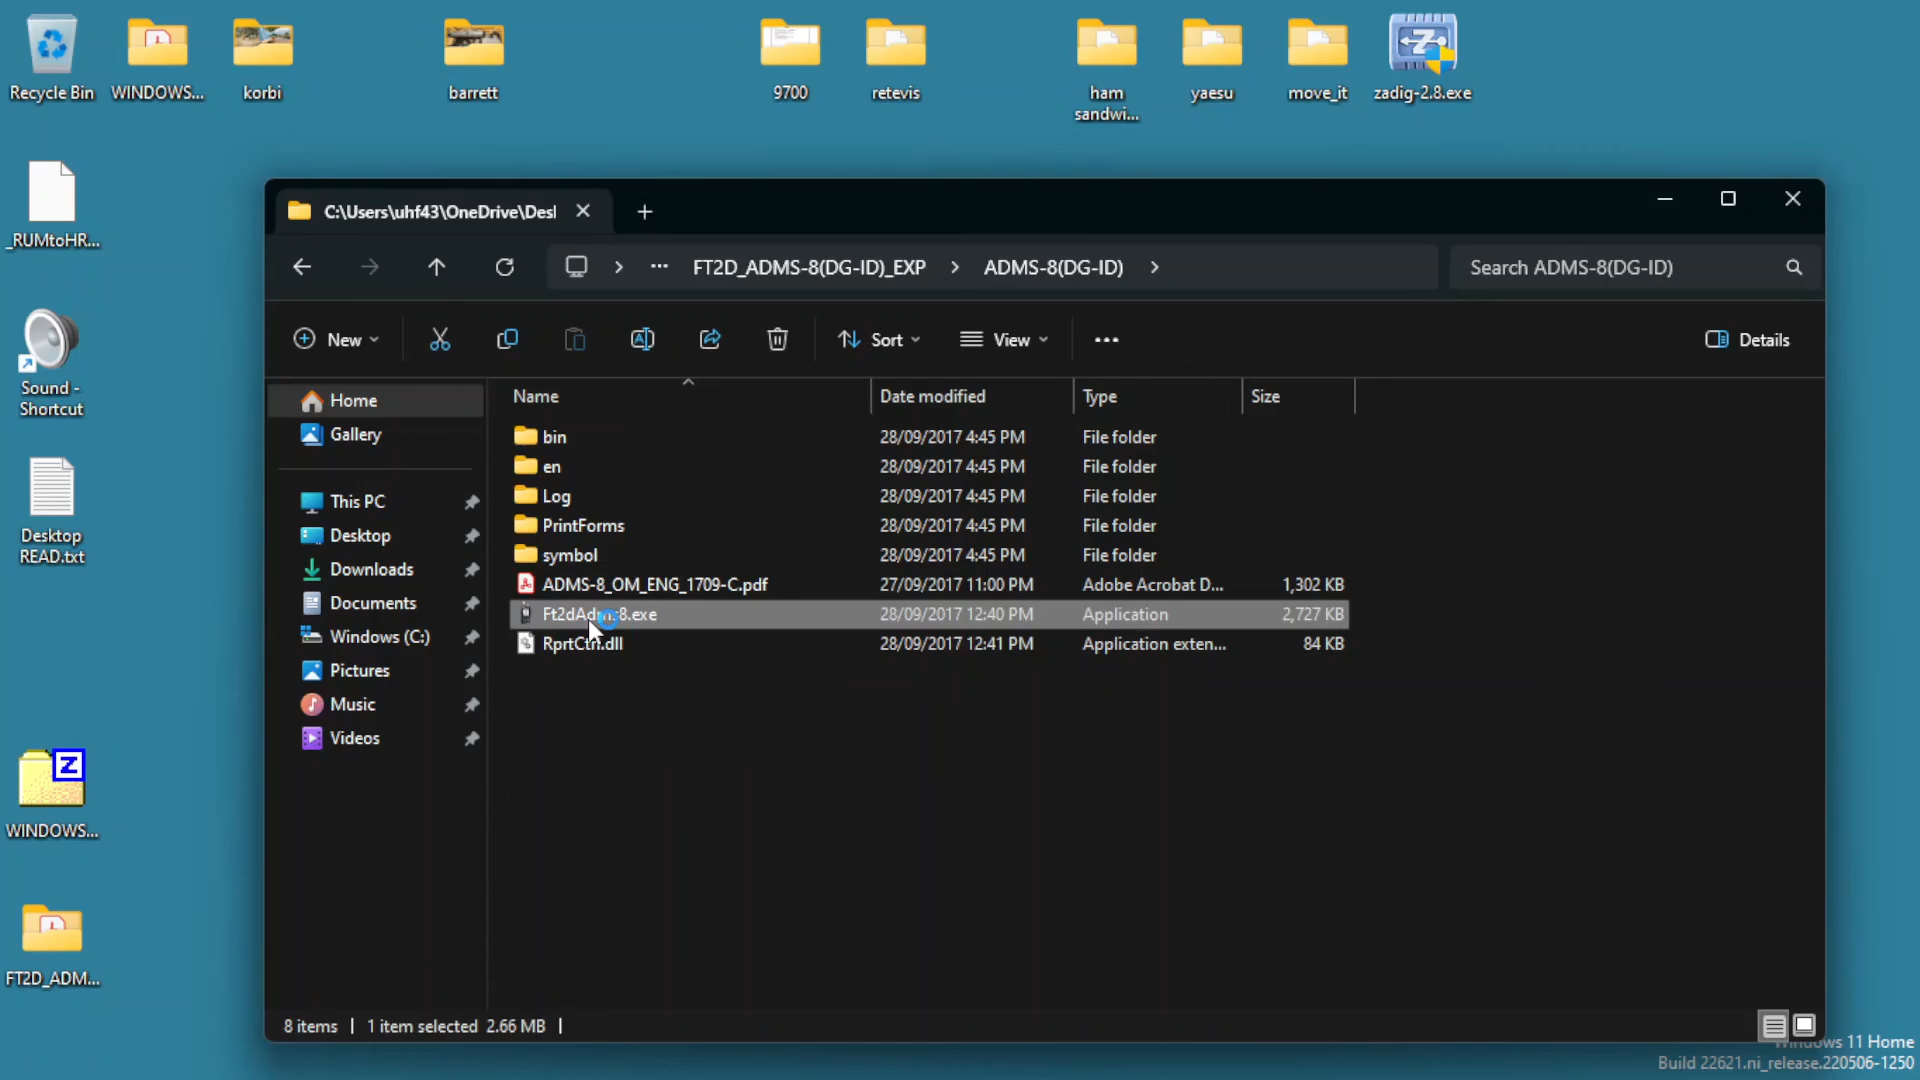 Recycle Bin
WINDOWS...
korbi
barrett
9700
retevis
ham
sandwi...
yaesu
move_it
zadig-2.8.exe
_RUMtoHR...
Sound -
Shortcut
Desktop
READ.txt
WINDOWS...
FT2D_ADM...
C:\Users\uhf43\OneDrive\Desl
FT2D_ADMS-8(DG-ID)_EXP
ADMS-8(DG-ID)
Search ADMS-8(DG-ID)
New
Sort
View
Details
Home
Gallery
This PC
Desktop
Downloads
Documents
Windows (C:)
Pictures
Music
Videos
Name Date modified Type Size
bin 28/09/2017 4:45 PM File folder
en 28/09/2017 4:45 PM File folder
Log 28/09/2017 4:45 PM File folder
PrintForms 28/09/2017 4:45 PM File folder
symbol 28/09/2017 4:45 PM File folder
ADMS-8_OM_ENG_1709-C.pdf 27/09/2017 11:00 PM Adobe Acrobat D... 1,302 KB
Ft2dAdms8.exe 28/09/2017 12:40 PM Application 2,727 KB
28/09/2017 12:41 PM Application exten... 84 KB
8 items 1 item selected 2.66 MB
Windows 11 Home
Build 22621.ni_release.220506-1250